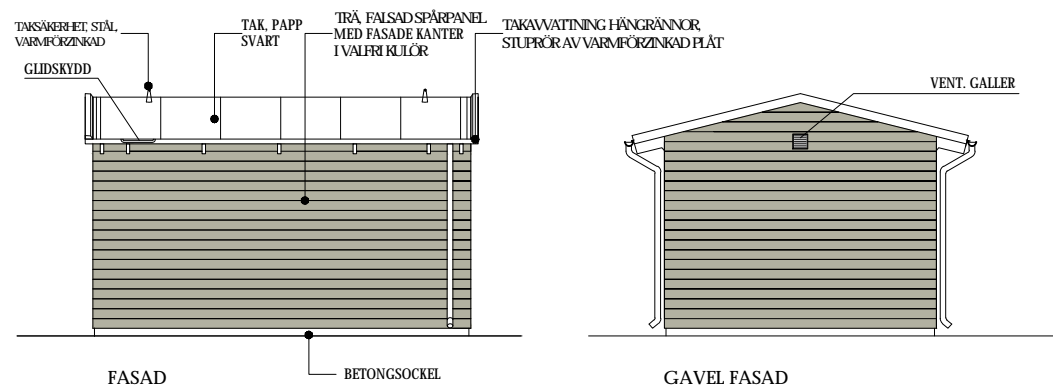 TAKSÄKERHET, STÅL,
VARMFÖRZINKAD
GLIDSKYDD
TAK, PAPP
SVART
TRÄ, FALSAD SPÅRPANEL
MED FASADE KANTER
I VALFRI KULÖR
TAKAVVATTNING HÄNGRÄNNOR,
STUPRÖR AV VARMFÖRZINKAD PLÅT
VENT. GALLER
BETONGSOCKEL
FASAD
GAVEL FASAD